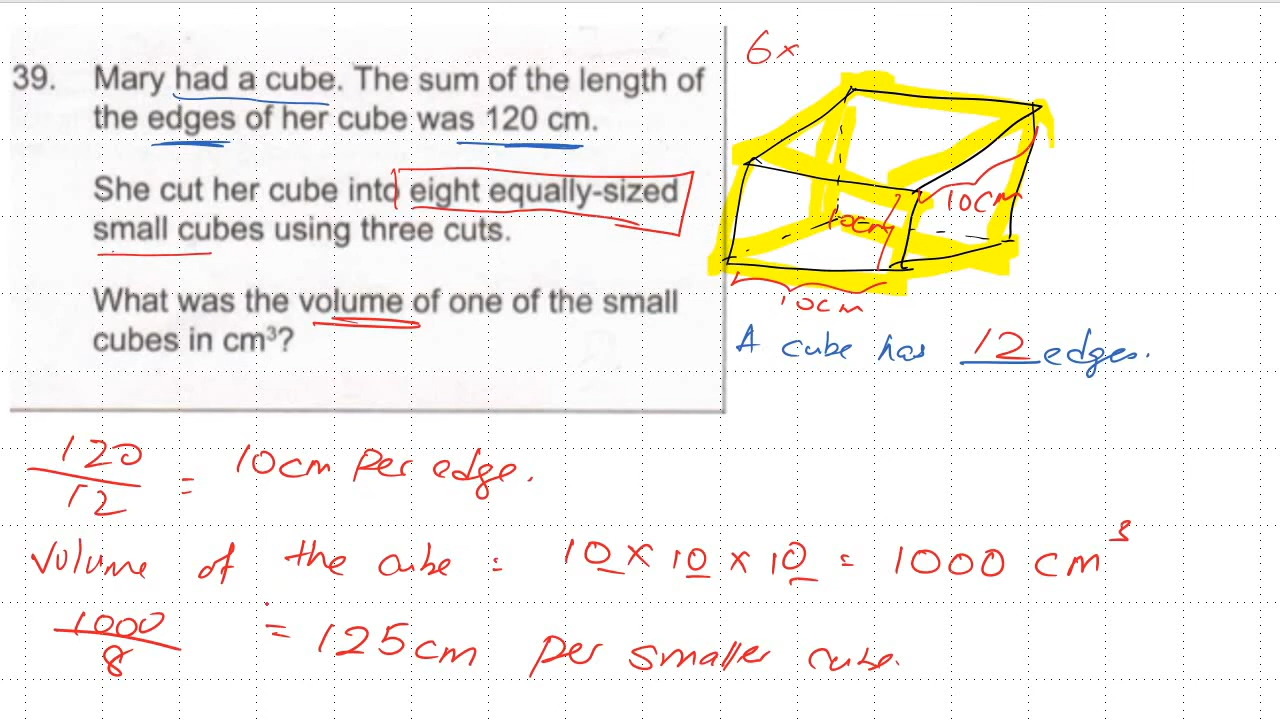 39. Mary had a cube. The sum of the length of
the edges of her cube was 120 cm.
She cut her cube into eight equally-sized
small cubes using three cuts.
What was the volume of one of the small
cubes in cm³?
6×
10cm
10cm
10cm
A cube has 12 edges.
120
12
= 10cm per edge.
Volume of the cube = 10 × 10 × 10 = 1000 cm³
1000
8
= 125cm per smaller cube.